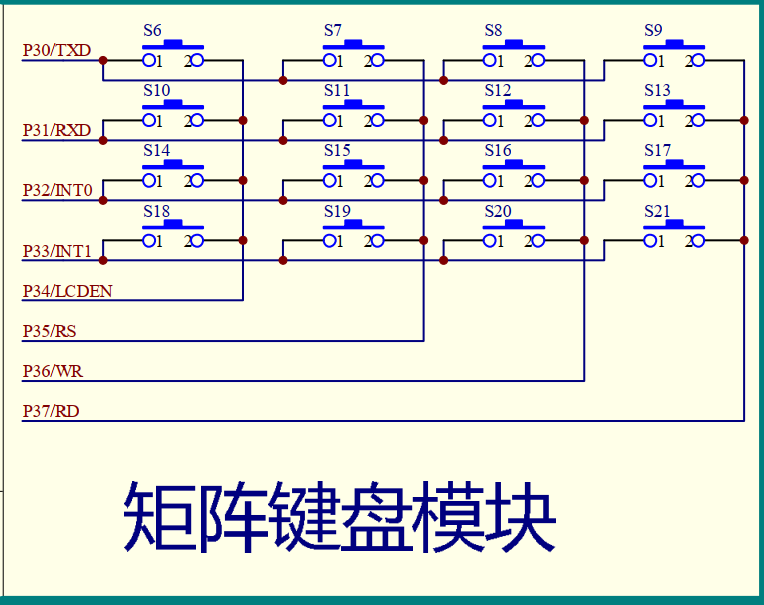 S6 S7 S8 S9
P30/TXD
1 2 1 2 1 2 1 2
S10 S11 S12 S13
1 2 1 2 1 2 1 2
P31/RXD
S14 S15 S16 S17
1 2 1 2 1 2 1 2
P32/INT0
S18 S19 S20 S21
1 2 1 2 1 2 1 2
P33/INT1
P34/LCDEN
P35/RS
P36/WR
P37/RD
矩阵键盘模块